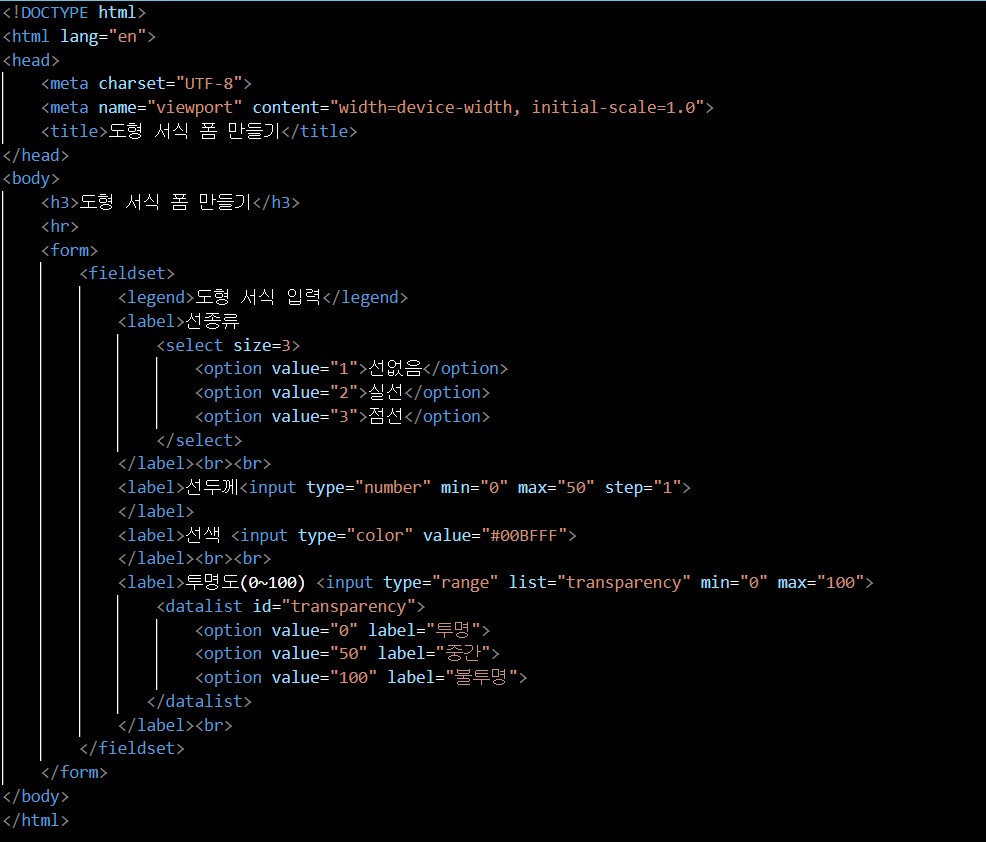 <!DOCTYPE html>
<html lang="en">
<head>
    <meta charset="UTF-8">
    <meta name="viewport" content="width=device-width, initial-scale=1.0">
    <title>도형 서식 폼 만들기</title>
</head>
<body>
    <h3>도형 서식 폼 만들기</h3>
    <hr>
    <form>
        <fieldset>
            <legend>도형 서식 입력</legend>
            <label>선종류
                <select size=3>
                    <option value="1">선없음</option>
                    <option value="2">실선</option>
                    <option value="3">점선</option>
                </select>
            </label><br><br>
            <label>선두께<input type="number" min="0" max="50" step="1">
            </label>
            <label>선색 <input type="color" value="#00BFFF">
            </label><br><br>
            <label>투명도(0~100) <input type="range" list="transparency" min="0" max="100">
                <datalist id="transparency">
                    <option value="0" label="투명">
                    <option value="50" label="중간">
                    <option value="100" label="불투명">
               </datalist>
            </label><br>
        </fieldset>
    </form>
</body>
</html>